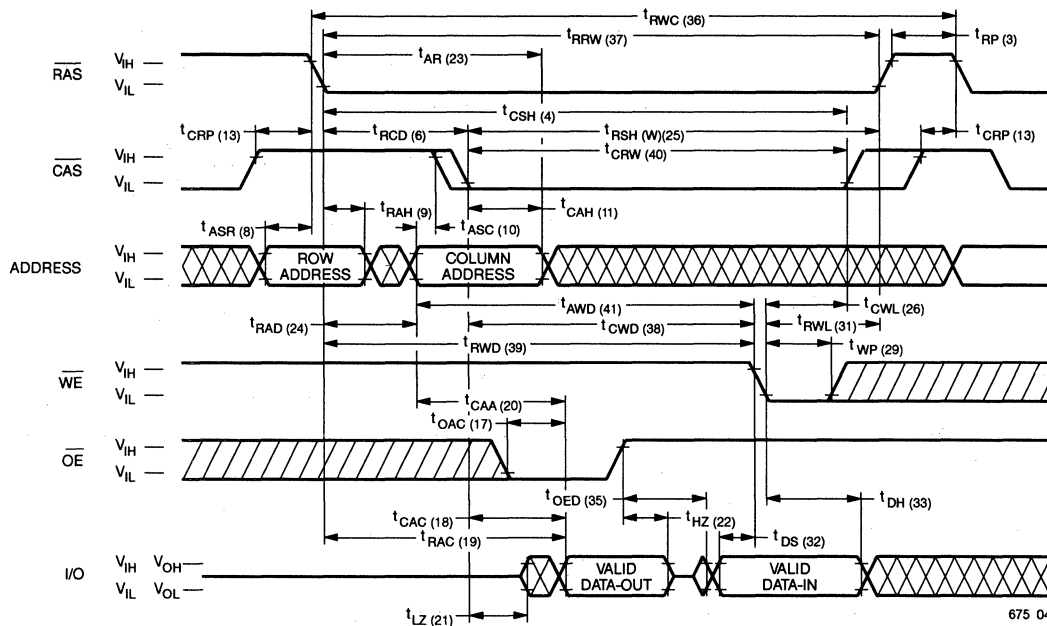 tRWC (36)
tRRW (37)
tRP (3)
tAR (23)
RAS
VIH
VIL
tCSH (4)
tCRP (13)
tRCD (6)
tRSH (W)(25)
tCRP (13)
tCRW (40)
CAS
VIH
VIL
tRAH (9)
tCAH (11)
tASR (8)
tASC (10)
ADDRESS
VIH
VIL
ROW
ADDRESS
COLUMN
ADDRESS
tAWD (41)
tCWL (26)
tRAD (24)
tCWD (38)
tRWL (31)
tRWD (39)
tWP (29)
WE
VIH
VIL
tCAA (20)
tOAC (17)
OE
VIH
VIL
tOED (35)
tDH (33)
tCAC (18)
tHZ (22)
tRAC (19)
tDS (32)
I/O
VIH VOH
VIL VOL
VALID
DATA-OUT
VALID
DATA-IN
tLZ (21)
675 04